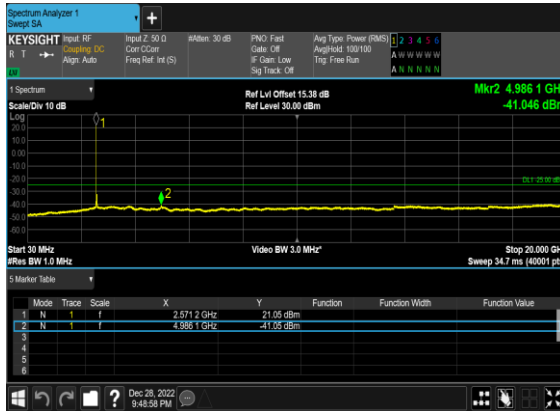 Spectrum Analyzer 1
Swept SA
+
KEYSIGHT
R T
Input: RF
Coupling: DC
Align: Auto
Input Z: 50 Ω
Corr CCorr
Freq Ref: Int (S)
#Atten: 30 dB
PNO: Fast
Gate: Off
IF Gain: Low
Sig Track: Off
Avg Type: Power (RMS)
Avg|Hold: 100/100
Trig: Free Run
1 2 3 4 5 6
A W W W W W
A N N N N N
1 Spectrum
Scale/Div 10 dB
Ref Lvl Offset 15.38 dB
Ref Level 30.00 dBm
Mkr2 4.986 1 GHz
-41.046 dBm
Log
20.0
10.0
0.00
-10.0
-20.0
-30.0
-40.0
-50.0
-60.0
1
2
DL1 -25.00 dB
Start 30 MHz
#Res BW 1.0 MHz
Video BW 3.0 MHz*
Stop 20.000 GH
Sweep 34.7 ms (40001 pts
5 Marker Table
Mode Trace Scale X Y Function Function Width Function Value
1 N 1 f 2.571 2 GHz 21.05 dBm
2 N 1 f 4.986 1 GHz -41.05 dBm
3
4
5
6
?
Dec 28, 2022
9:48:58 PM